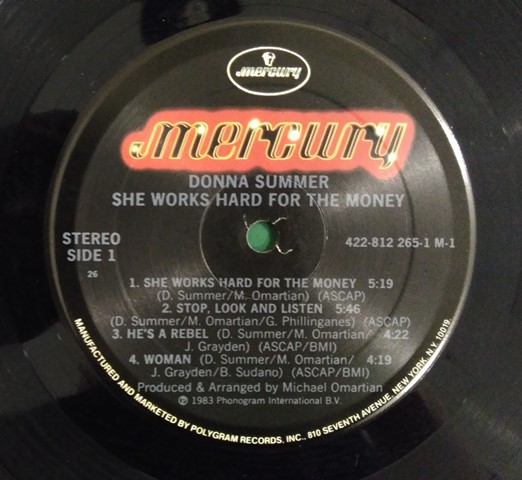 mercury
mercury
DONNA SUMMER
SHE WORKS HARD FOR THE MONEY
STEREO
SIDE 1
26
422-812 265-1 M-1
1. SHE WORKS HARD FOR THE MONEY 5:19
(D. Summer/M. Omartian) (ASCAP)
2. STOP, LOOK AND LISTEN 5:46
(D. Summer/M. Omartian/G. Phillinganes) (ASCAP)
3. HE'S A REBEL (D. Summer/M. Omartian/ 4:22
J. Grayden) (ASCAP/BMI)
4. WOMAN (D. Summer/M. Omartian/ 4:19
J. Grayden/B. Sudano) (ASCAP/BMI)
Produced & Arranged by Michael Omartian
℗ 1983 Phonogram International B.V.
MANUFACTURED AND MARKETED BY POLYGRAM RECORDS, INC., 810 SEVENTH AVENUE, NEW YORK, N.Y. 10019.